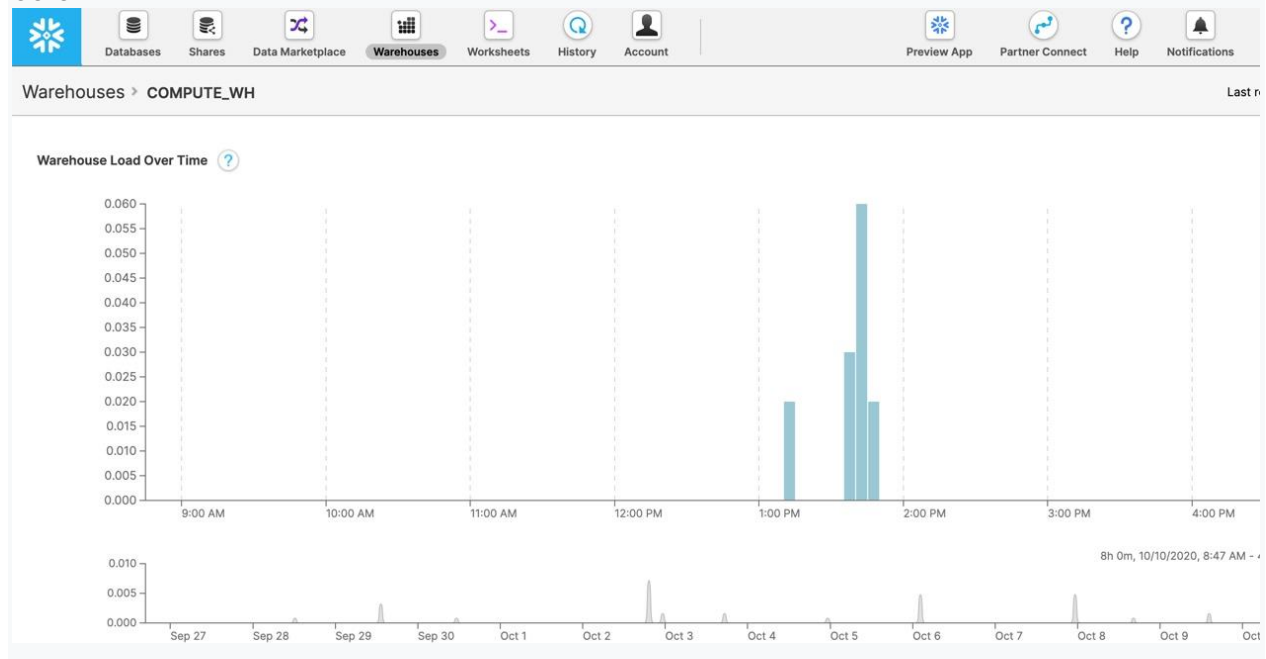 Databases Shares Data Marketplace Warehouses Worksheets History Account Preview App Partner Connect Help Notifications
Warehouses > COMPUTE_WH Last r
Warehouse Load Over Time ?
0.060
0.055
0.050
0.045
0.040
0.035
0.030
0.025
0.020
0.015
0.010
0.005
0.000
9:00 AM 10:00 AM 11:00 AM 12:00 PM 1:00 PM 2:00 PM 3:00 PM 4:00 PM
8h 0m, 10/10/2020, 8:47 AM -
0.010
0.005
0.000
Sep 27 Sep 28 Sep 29 Sep 30 Oct 1 Oct 2 Oct 3 Oct 4 Oct 5 Oct 6 Oct 7 Oct 8 Oct 9 Oct